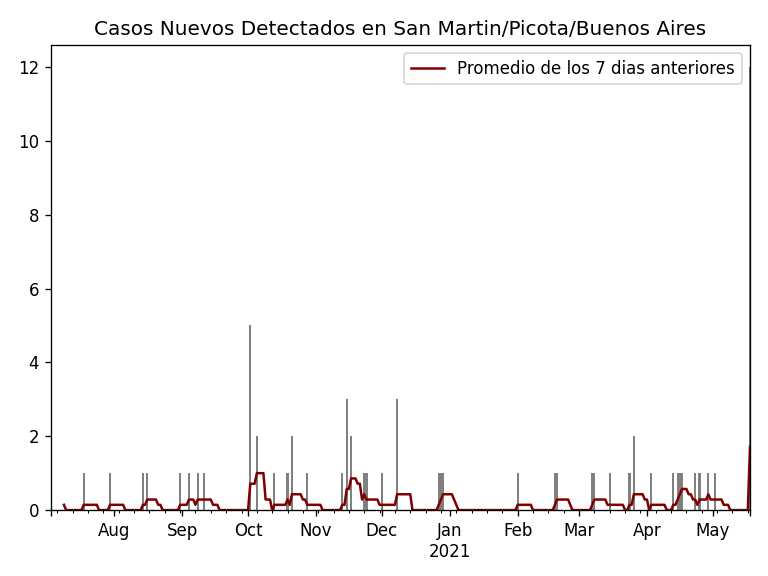 Casos Nuevos Detectados en San Martin/Picota/Buenos Aires
Promedio de los 7 dias anteriores
12
10
8
6
4
2
0
Aug Sep Oct Nov Dec Jan Feb Mar Apr May
2021